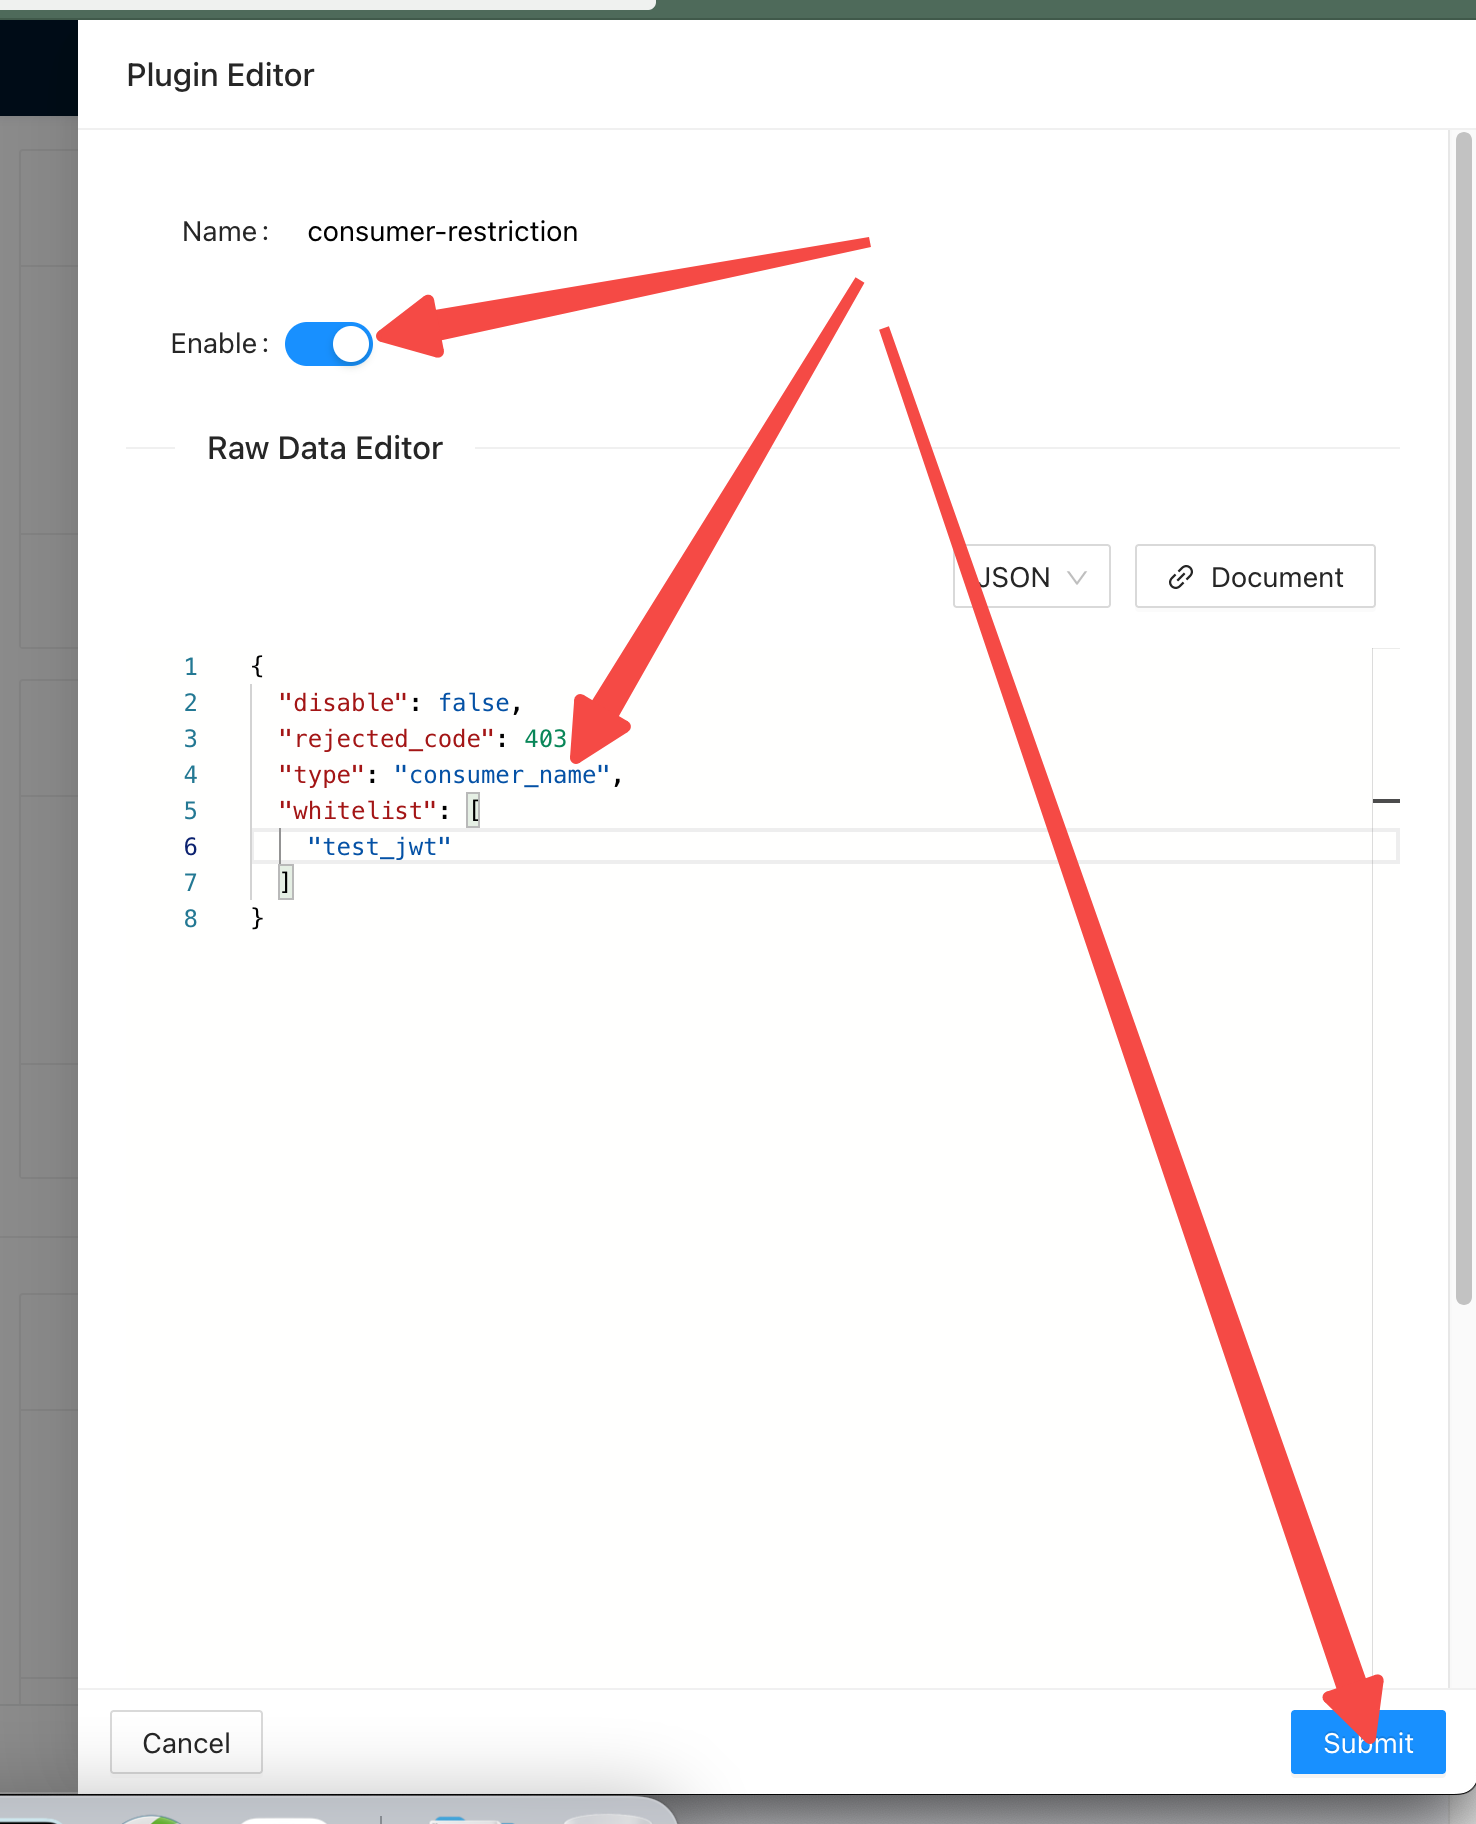 Plugin Editor
Name: consumer-restriction
Enable:
Raw Data Editor
JSON Document
1 {
2 "disable": false,
3 "rejected_code": 403
4 "type": "consumer_name",
5 "whitelist": [
6 "test_jwt"
7 ]
8 }
Cancel Submit